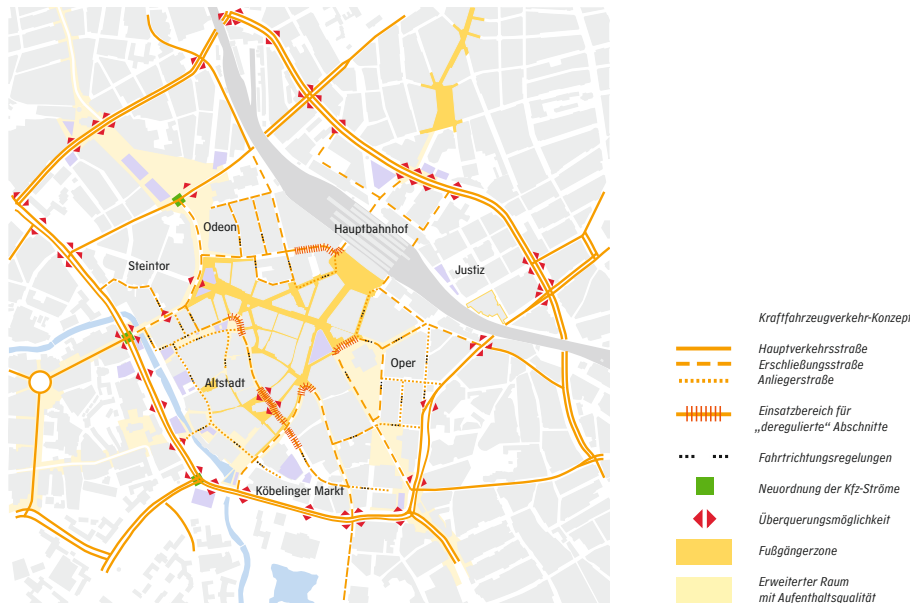 Odeon
Hauptbahnhof
Steintor
Justiz
Oper
Altstadt
Köbelinger Markt
Kraftfahrzeugverkehr-Konzept
Hauptverkehrsstraße
Erschließungsstraße
Anliegerstraße
Einsatzbereich für
„deregulierte“ Abschnitte
Fahrtrichtungsregelungen
Neuordnung der Kfz-Ströme
Überquerungsmöglichkeit
Fußgängerzone
Erweiterter Raum
mit Aufenthaltsqualität